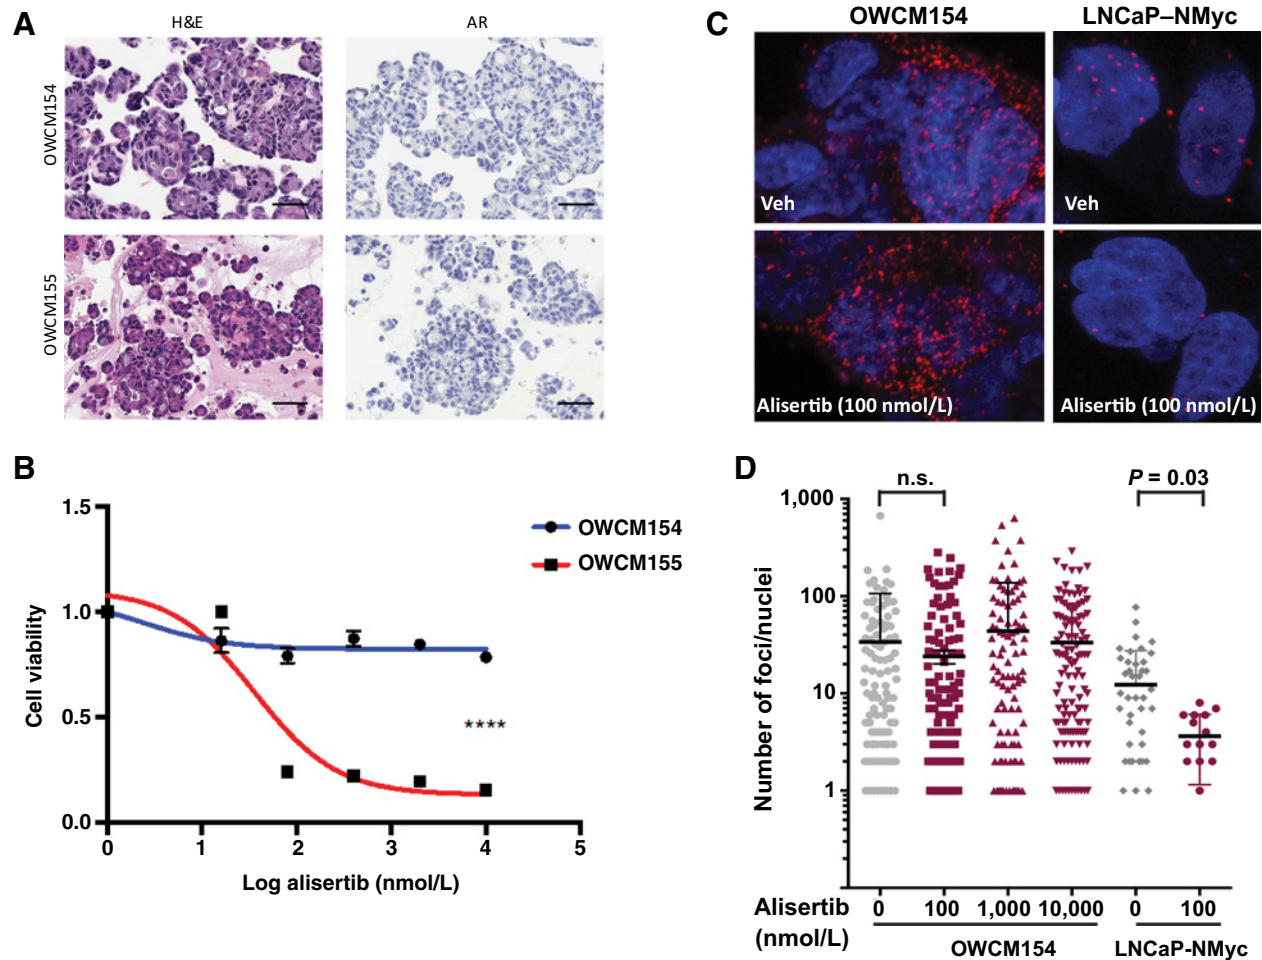 A
H&E
AR
OWCM154
OWCM155
B
1.5
1.0
0.5
0.0
Cell viability
OWCM154
OWCM155
****
0 1 2 3 4 5
Log alisertib (nmol/L)
C
OWCM154
LNCaP–NMyc
Veh
Veh
Alisertib (100 nmol/L)
Alisertib (100 nmol/L)
D
n.s.
P = 0.03
1,000
100
10
1
Number of foci/nuclei
Alisertib
(nmol/L)
0 100 1,000 10,000 0 100
OWCM154
LNCaP-NMyc